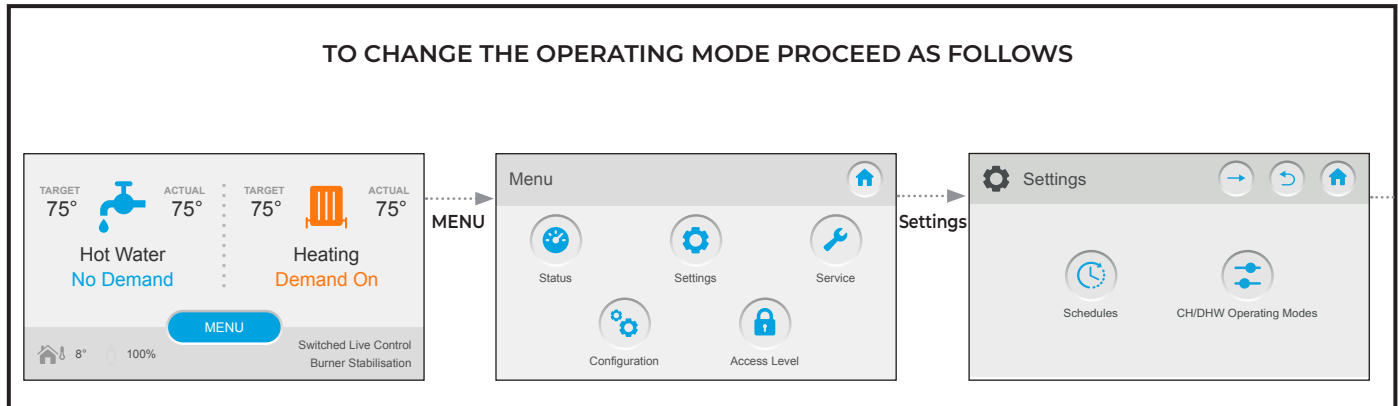 TO CHANGE THE OPERATING MODE PROCEED AS FOLLOWS
TARGET
75°
ACTUAL
75°
Hot Water
No Demand
TARGET
75°
ACTUAL
75°
Heating
Demand On
MENU
8°
100%
Switched Live Control
Burner Stabilisation
MENU
Menu
Status
Settings
Service
Configuration
Access Level
Settings
Settings
Schedules
CH/DHW Operating Modes